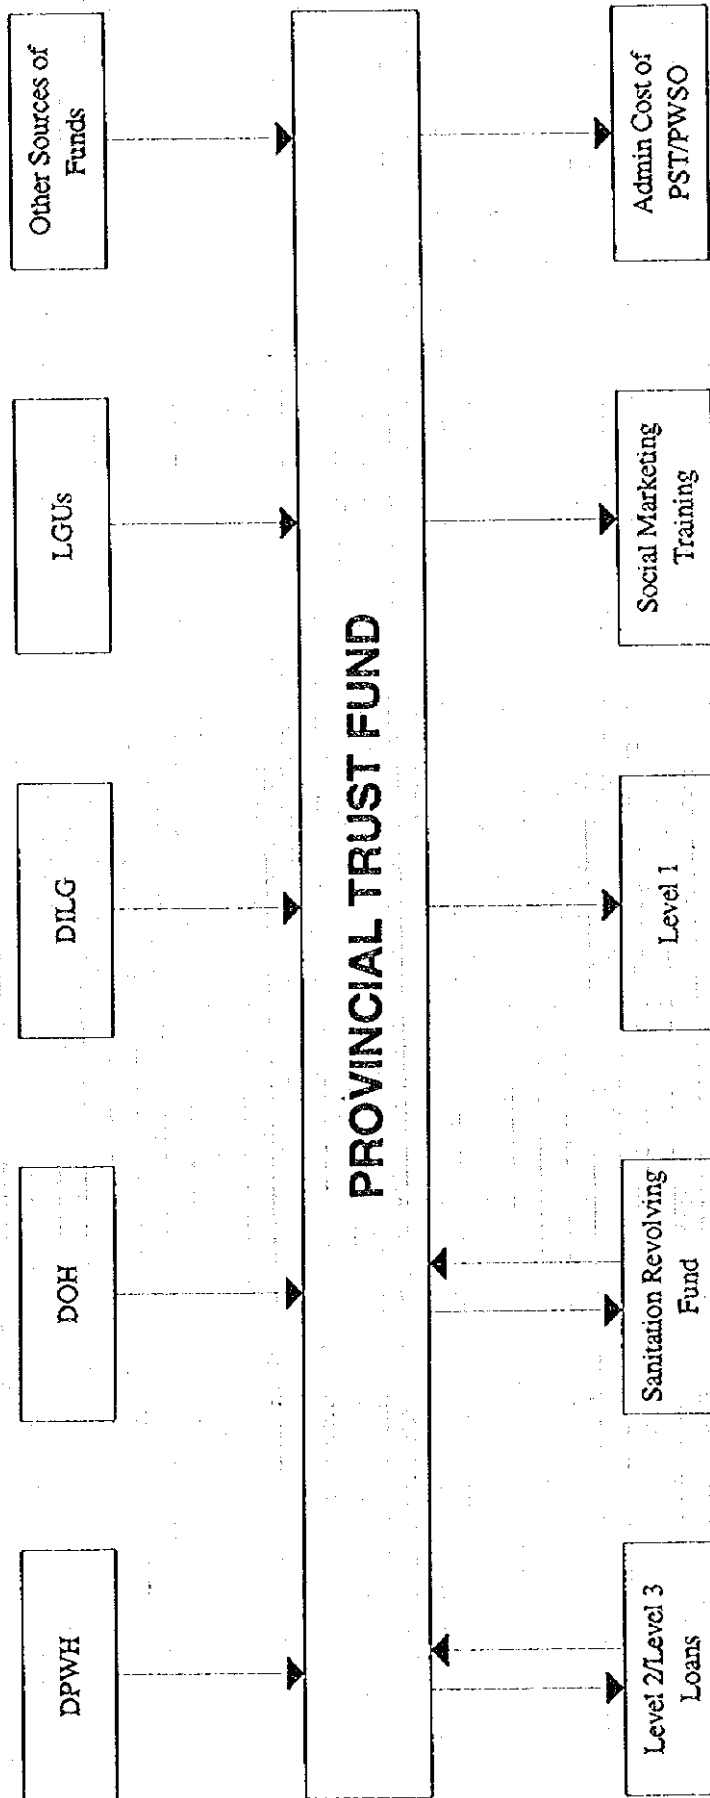 DPWH
DOH
DILG
LGUs
Other Sources of
Funds
PROVINCIAL TRUST FUND
Level 2/Level 3
Loans
Sanitation Revolving
Fund
Level 1
Social Marketing
Training
Admin Cost of
PST/PWSO